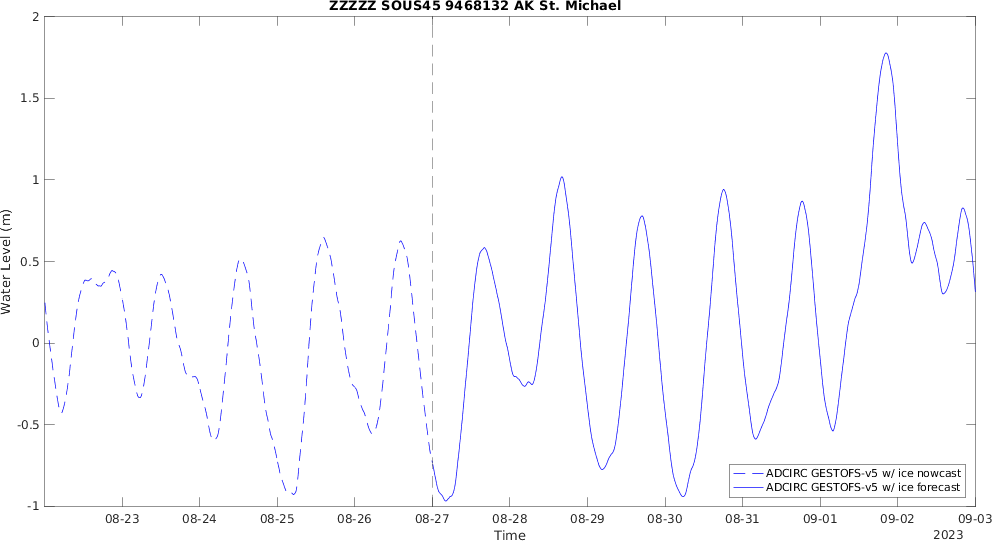 ZZZZZ SOUS45 9468132 AK St. Michael
Water Level (m)
2
1.5
1
0.5
0
-0.5
-1
08-23 08-24 08-25 08-26 08-27 08-28 08-29 08-30 08-31 09-01 09-02 09-03
Time
2023
ADCIRC GESTOFS-v5 w/ ice nowcast
ADCIRC GESTOFS-v5 w/ ice forecast